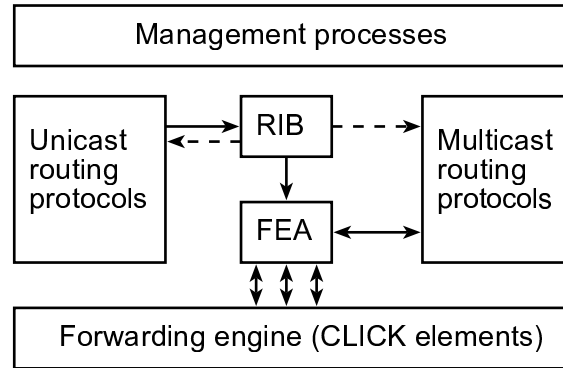 Management processes
Unicast
routing
protocols
RIB
Multicast
routing
protocols
FEA
Forwarding engine (CLICK elements)